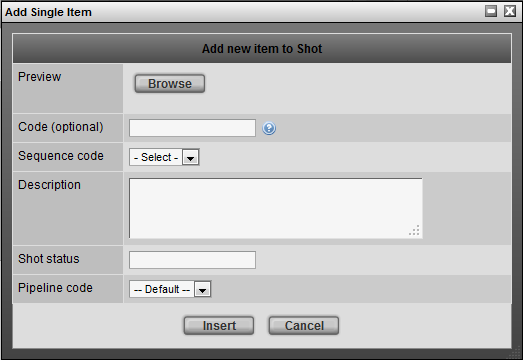 Add Single Item
Add new item to Shot
Preview
Browse
Code (optional)
?
Sequence code
- Select -
Description
Shot status
Pipeline code
-- Default --
Insert
Cancel